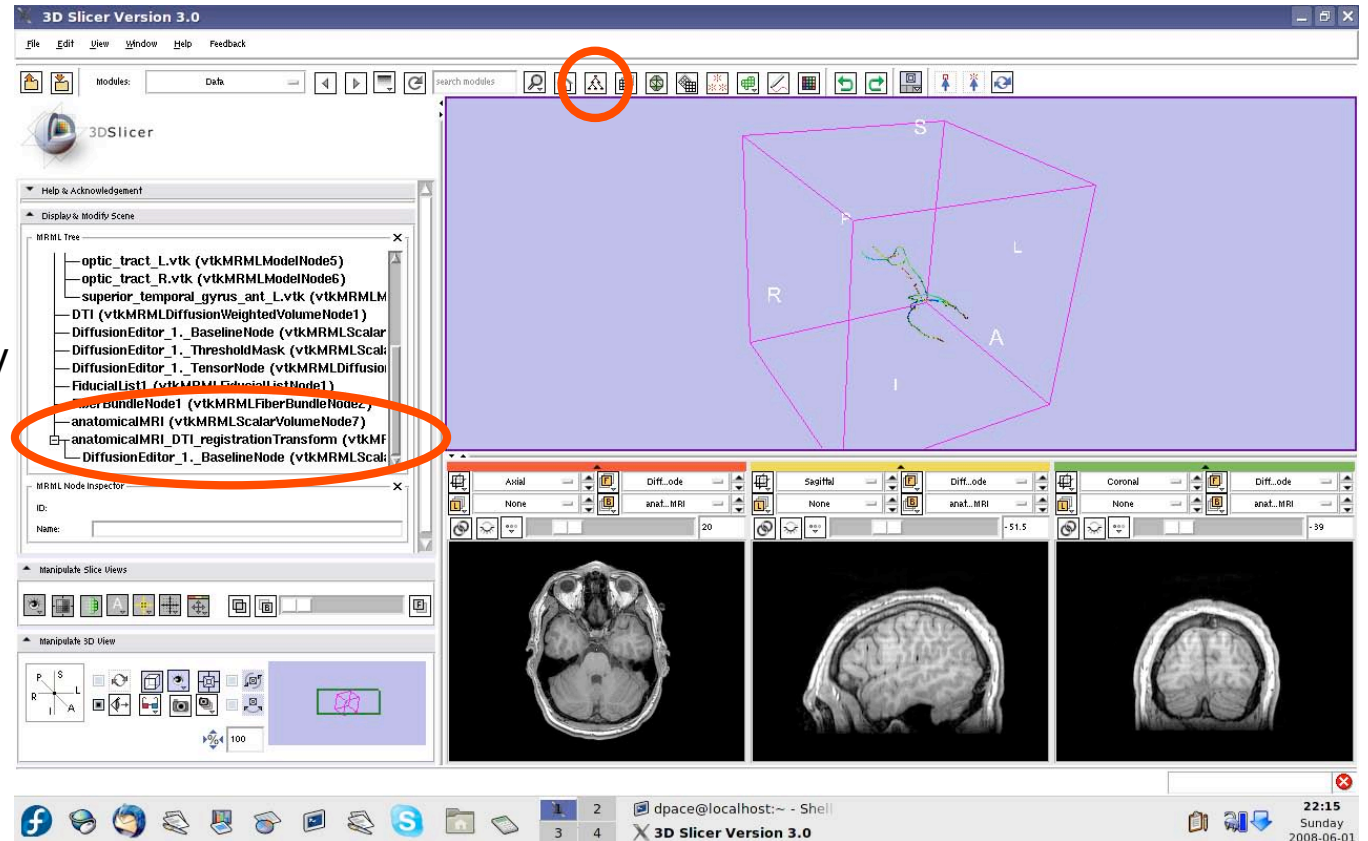 3D Slicer Version 3.0
File Edit View Window Help Feedback
Modules: Data search modules
3DSlicer
Help & Acknowledgement
Display & Modify Scene
MRML Tree
optic_tract_L.vtk (vtkMRMLModelNode5)
optic_tract_R.vtk (vtkMRMLModelNode6)
superior_temporal_gyrus_ant_L.vtk (vtkMRMLM
DTI (vtkMRMLDiffusionWeightedVolumeNode1)
DiffusionEditor_1._BaselineNode (vtkMRMLScalar
DiffusionEditor_1._ThresholdMask (vtkMRMLScala
DiffusionEditor_1._TensorNode (vtkMRMLDiffusion
FiducialList1 (vtkMRMLFiducialListNode1)
FiberBundleNode1 (vtkMRMLFiberBundleNode2)
anatomicalMRI (vtkMRMLScalarVolumeNode7)
anatomicalMRI_DTI_registrationTransform (vtkMR
DiffusionEditor_1._BaselineNode (vtkMRMLScala
MRML Node Inspector
ID:
Name:
Manipulate Slice Views
Manipulate 3D View
P S
R L
I A
100
S
P
L
R
A
I
Axial Diff...ode
None anat...MRI
20
Sagittal Diff...ode
None anat...MRI
-51.5
Coronal Diff...ode
None anat...MRI
-39
1 2
3 4
dpace@localhost:~ - Shell
3D Slicer Version 3.0
22:15
Sunday
2008-06-01